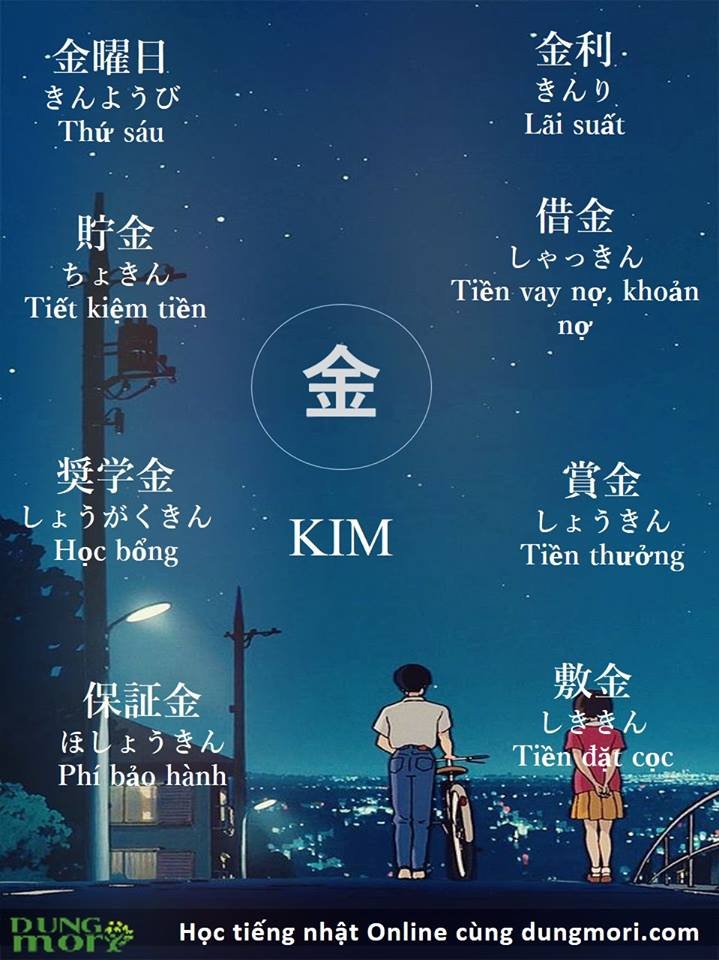 金曜日
きんようび
Thứ sáu
金利
きんり
Lãi suất
貯金
ちょきん
Tiết kiệm tiền
借金
しゃっきん
Tiền vay nợ, khoản
nợ
金
KIM
奨学金
しょうがくきん
Học bổng
賞金
しょうきん
Tiền thưởng
保証金
ほしょうきん
Phí bảo hành
敷金
しききん
Tiền đặt cọc
DUNG
mori
Học tiếng nhật Online cùng dungmori.com